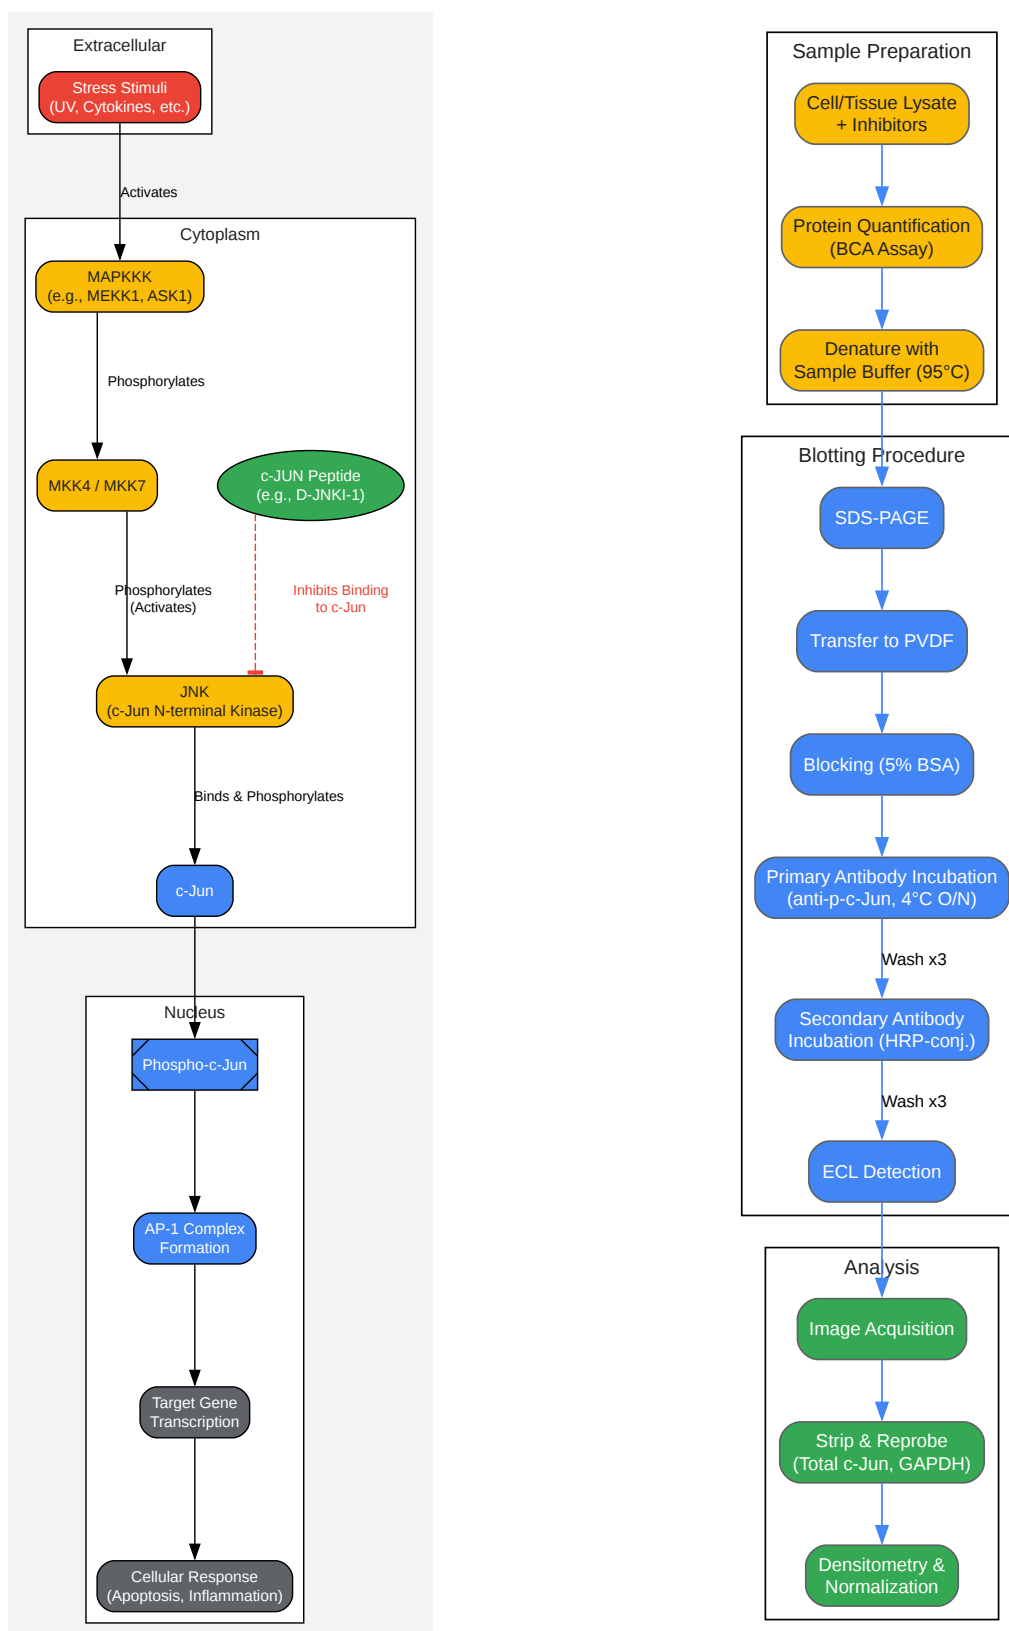 Extracellular
Stress Stimuli
(UV, Cytokines, etc.)
Activates
Cytoplasm
MAPKKK
(e.g., MEKK1, ASK1)
Phosphorylates
MKK4 / MKK7
c-JUN Peptide
(e.g., D-JNKI-1)
Phosphorylates
(Activates)
Inhibits Binding
to c-Jun
JNK
(c-Jun N-terminal Kinase)
Binds & Phosphorylates
c-Jun
Nucleus
Phospho-c-Jun
AP-1 Complex
Formation
Target Gene
Transcription
Cellular Response
(Apoptosis, Inflammation)
Sample Preparation
Cell/Tissue Lysate
+ Inhibitors
Protein Quantification
(BCA Assay)
Denature with
Sample Buffer (95°C)
Blotting Procedure
SDS-PAGE
Transfer to PVDF
Blocking (5% BSA)
Primary Antibody Incubation
(anti-p-c-Jun, 4°C O/N)
Wash x3
Secondary Antibody
Incubation (HRP-conj.)
Wash x3
ECL Detection
Analysis
Image Acquisition
Strip & Reprobe
(Total c-Jun, GAPDH)
Densitometry &
Normalization